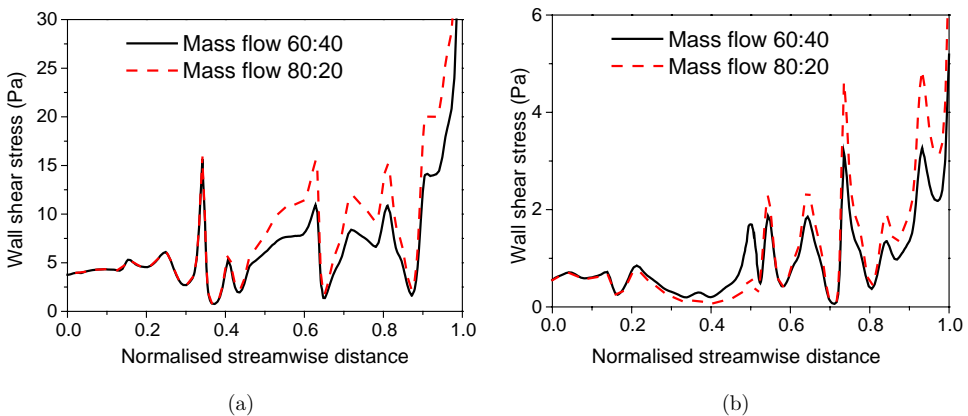 30
25
20
15
10
5
0
Wall shear stress (Pa)
Mass flow 60:40
Mass flow 80:20
0.0 0.2 0.4 0.6 0.8 1.0
Normalised streamwise distance
(a)
6
4
2
0
Wall shear stress (Pa)
Mass flow 60:40
Mass flow 80:20
0.0 0.2 0.4 0.6 0.8 1.0
Normalised streamwise distance
(b)